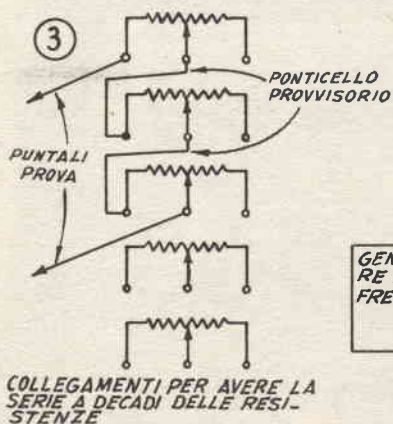 3
PONTICELLO
PROVVISORIO
PUNTALI
PROVA
GEN
RE
FRE
COLLEGAMENTI PER AVERE LA
SERIE A DECADI DELLE RESI-
STENZE